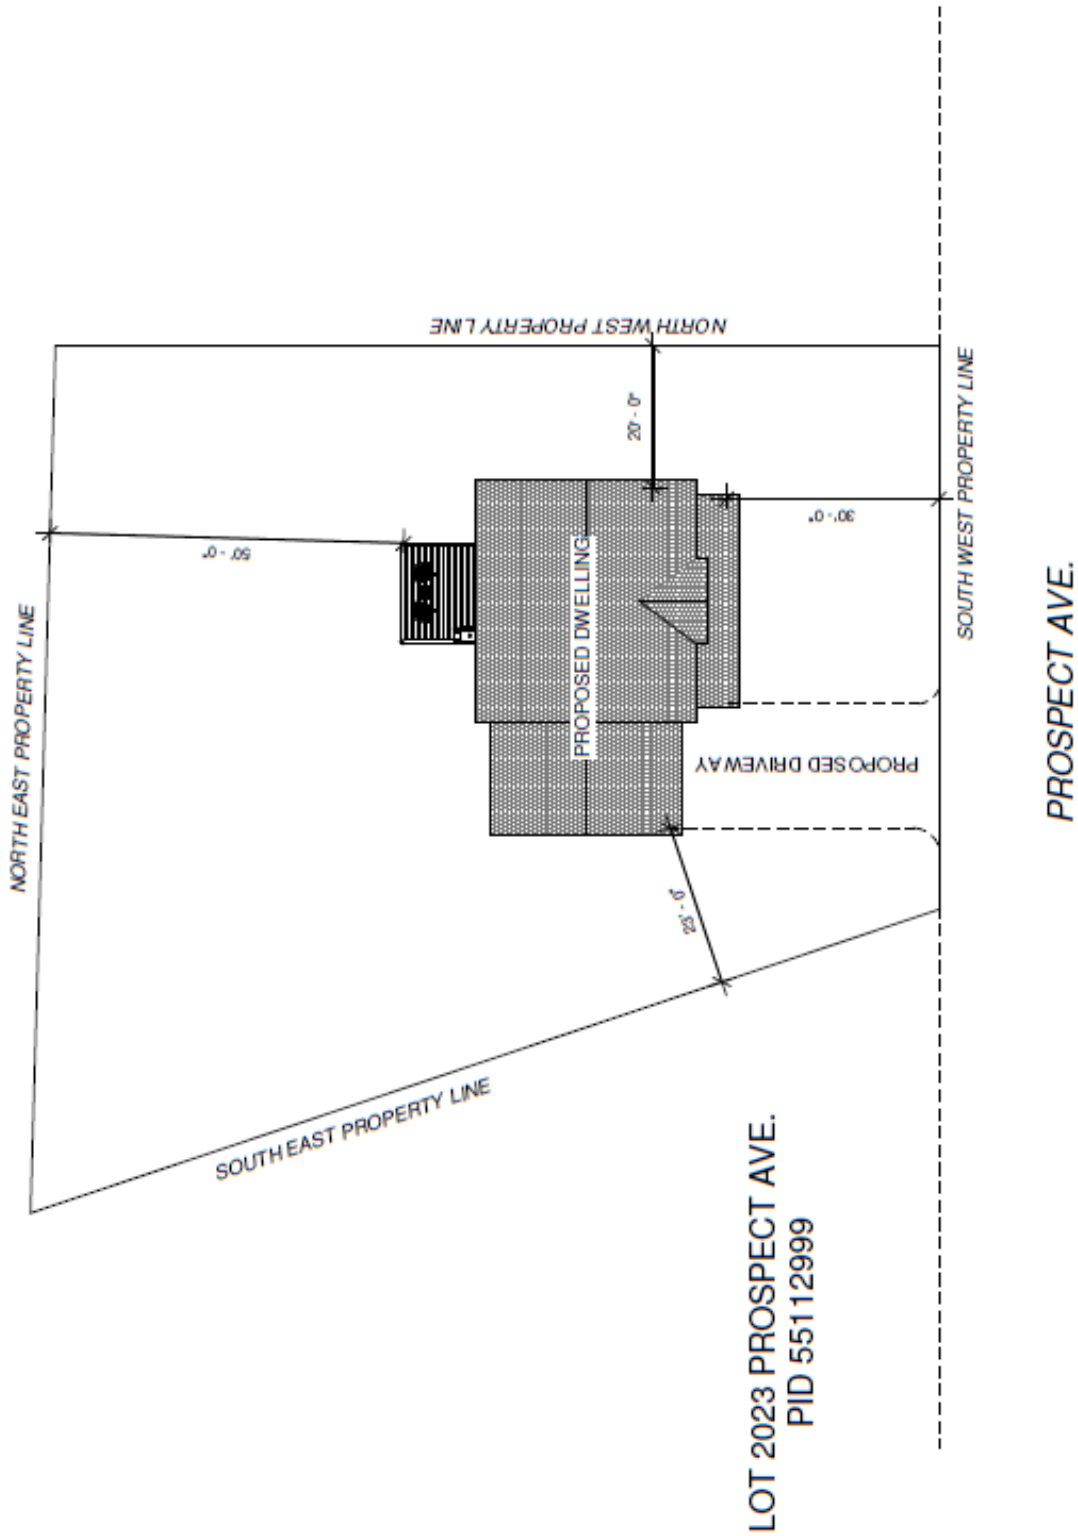 NORTH EAST PROPERTY LINE
50' - 0"
NORTH WEST PROPERTY LINE
20' - 0"
PROPOSED DWELLING
30' - 0"
SOUTH WEST PROPERTY LINE
PROPOSED DRIVEWAY
23' - 0"
SOUTH EAST PROPERTY LINE
PROSPECT AVE.
LOT 2023 PROSPECT AVE.
PID 55112999